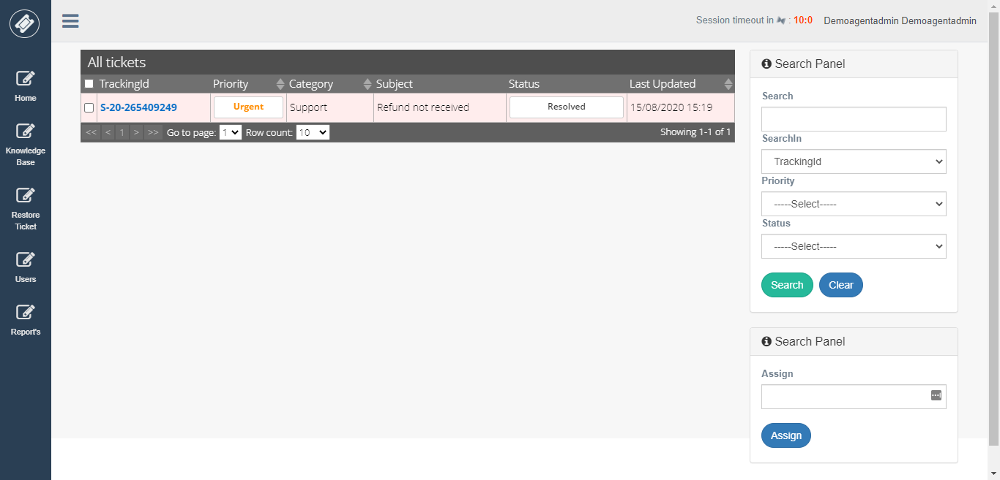 Session timeout in : 10:0 Demoagentadmin Demoagentadmin
Home
Knowledge
Base
Restore
Ticket
Users
Report's
All tickets
TrackingId Priority Category Subject Status Last Updated
S-20-265409249 Urgent Support Refund not received Resolved 15/08/2020 15:19
<< < 1 > >> Go to page: 1 Row count: 10 Showing 1-1 of 1
Search Panel
Search
SearchIn
TrackingId
Priority
-----Select-----
Status
-----Select-----
Search Clear
Search Panel
Assign
Assign